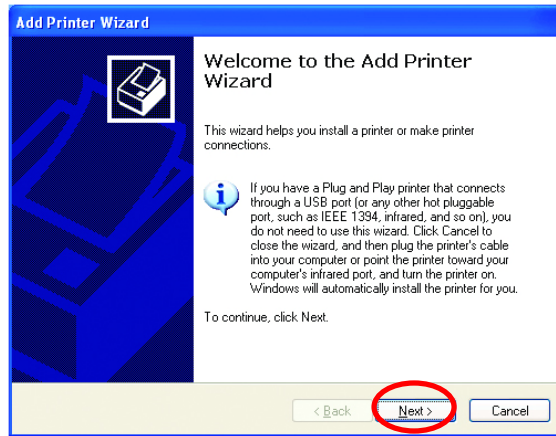 Add Printer Wizard
Welcome to the Add Printer
Wizard
This wizard helps you install a printer or make printer
connections.
If you have a Plug and Play printer that connects
through a USB port (or any other hot pluggable
port, such as IEEE 1394, infrared, and so on), you
do not need to use this wizard. Click Cancel to
close the wizard, and then plug the printer's cable
into your computer or point the printer toward your
computer's infrared port, and turn the printer on.
Windows will automatically install the printer for you.
To continue, click Next.
< Back Next > Cancel